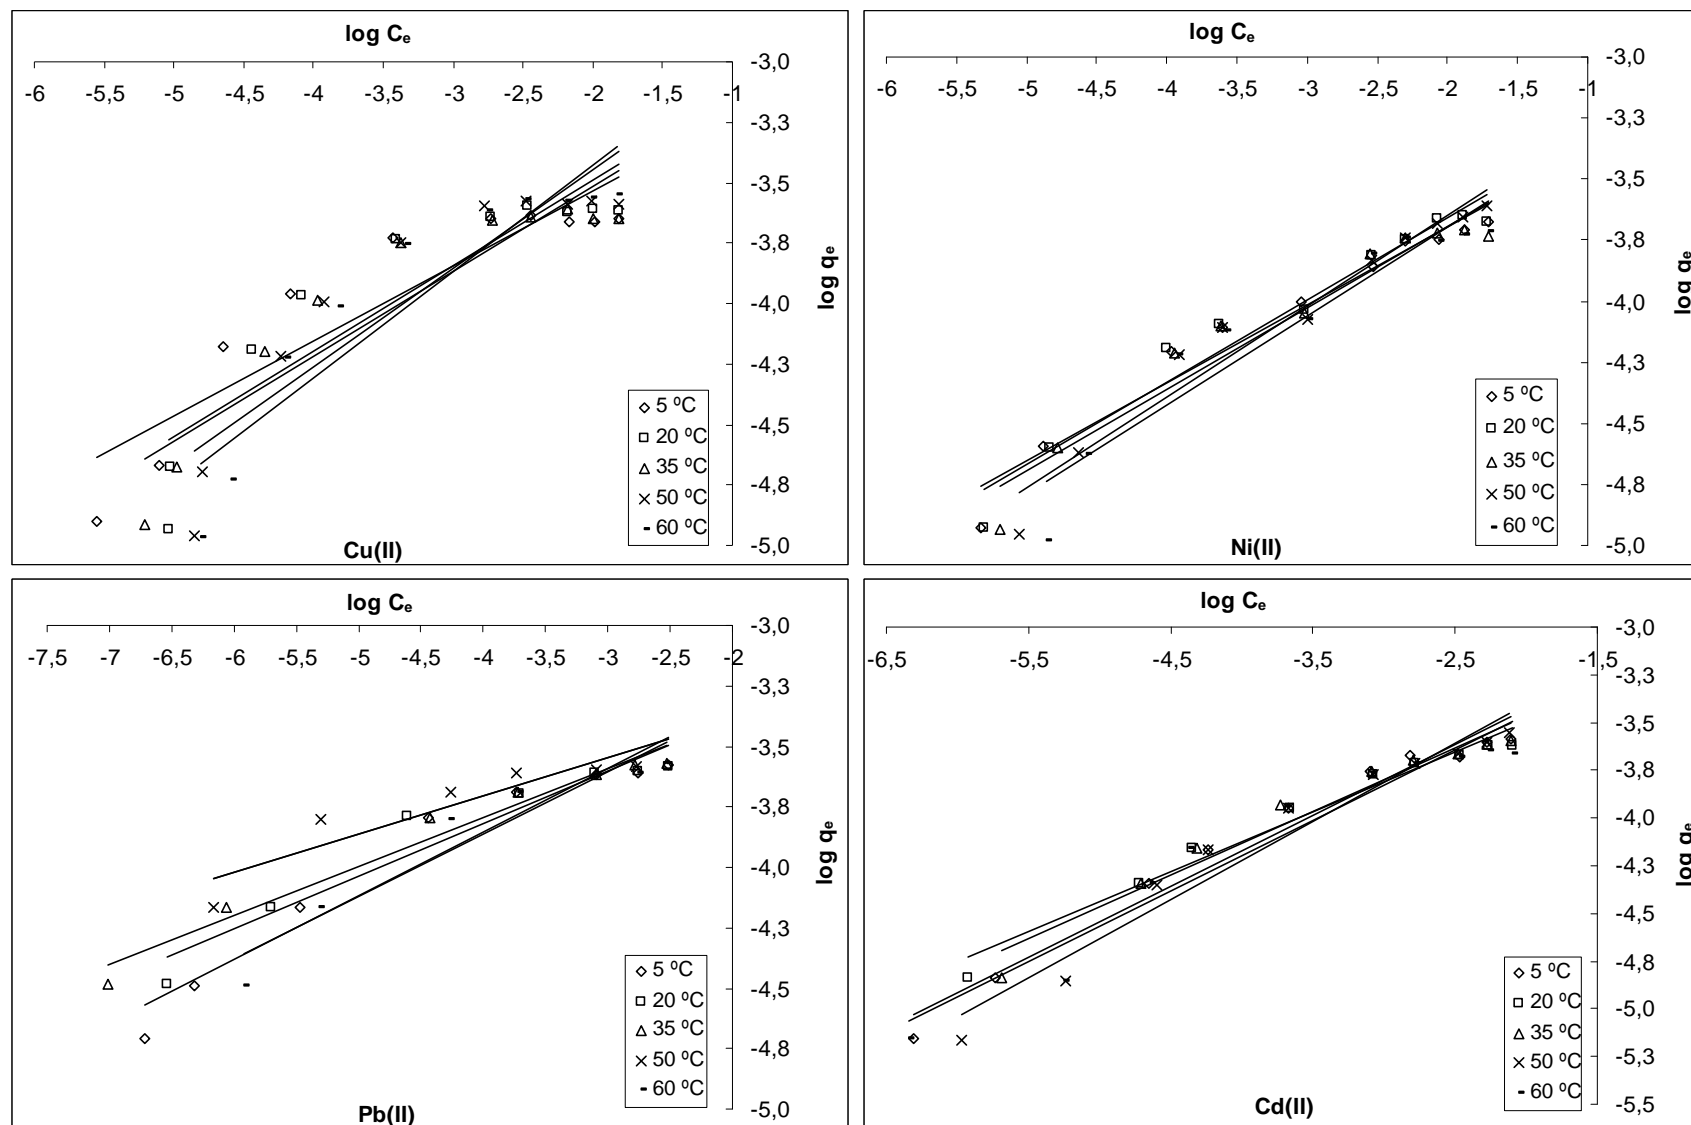 log Ce
-3,0
-6 -5,5 -5 -4,5 -4 -3,5 -3 -2,5 -2 -1,5 -1
-3,3
-3,5
-3,8
log qe
-4,0
-4,3
-4,5
-4,8
-5,0
5 ºC
20 ºC
35 ºC
50 ºC
60 ºC
Cu(II)
log Ce
-3,0
-6 -5,5 -5 -4,5 -4 -3,5 -3 -2,5 -2 -1,5 -1
-3,3
-3,5
-3,8
log qe
-4,0
-4,3
-4,5
-4,8
-5,0
5 ºC
20 ºC
35 ºC
50 ºC
60 ºC
Ni(II)
log Ce
-3,0
-7,5 -7 -6,5 -6 -5,5 -5 -4,5 -4 -3,5 -3 -2,5 -2
-3,3
-3,5
-3,8
log qe
-4,0
-4,3
-4,5
-4,8
-5,0
5 ºC
20 ºC
35 ºC
50 ºC
60 ºC
Pb(II)
log Ce
-3,0
-6,5 -5,5 -4,5 -3,5 -2,5 -1,5
-3,3
-3,5
-3,8
-4,0
log qe
-4,3
-4,5
-4,8
-5,0
-5,3
-5,5
5 ºC
20 ºC
35 ºC
50 ºC
60 ºC
Cd(II)